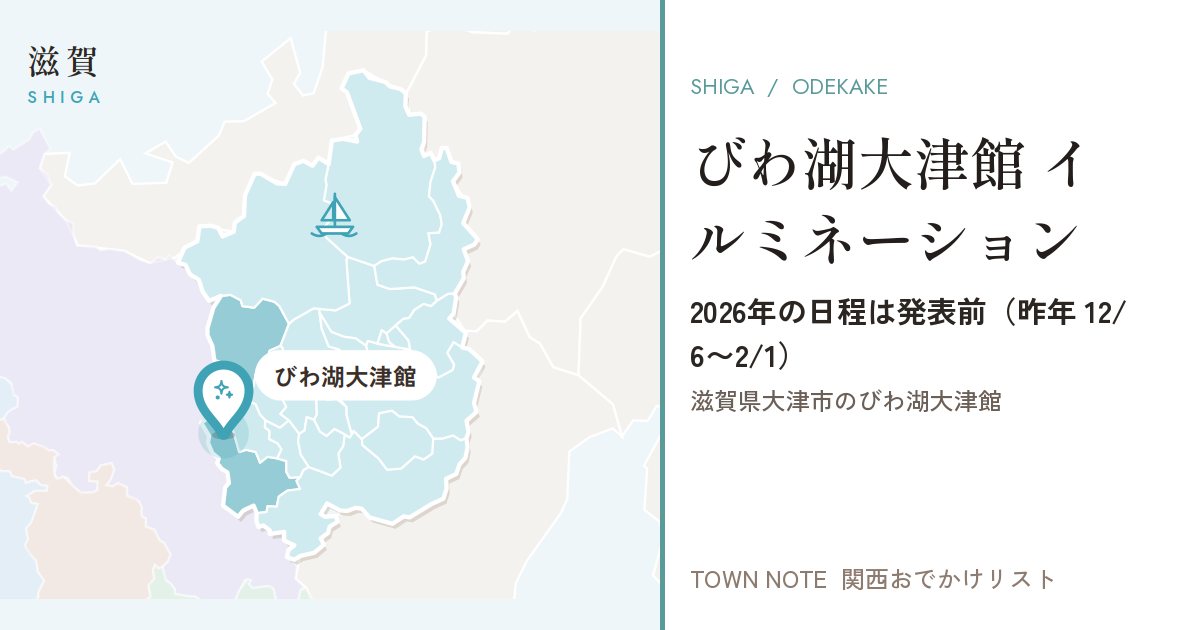 滋賀
SHIGA
びわ湖大津館
SHIGA / ODEKAKE
びわ湖大津館 イ
ルミネーション
2026年の日程は発表前（昨年 12/
6〜2/1）
滋賀県大津市のびわ湖大津館
TOWN NOTE 関西おでかけリスト